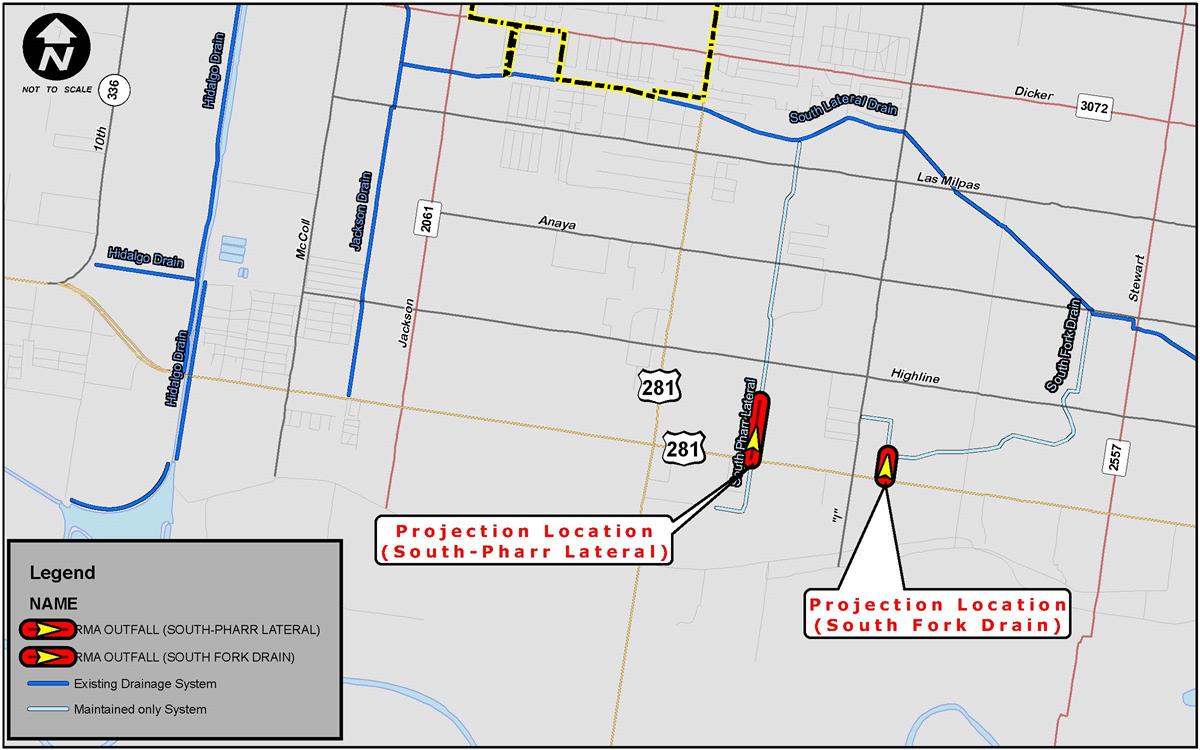 N
NOT TO SCALE
336
10th
Hidalgo Drain
South Lateral Drain
Dicker
3072
Las Milpas
Jackson Drain
2061
Anaya
McColl
Hidalgo Drain
Stewart
Jackson
South Fork Drain
Hidalgo Drain
Highline
281
South Pharr Lateral
281
2557
"I"
Projection Location
(South-Pharr Lateral)
Projection Location
(South Fork Drain)
Legend
NAME
RMA OUTFALL (SOUTH-PHARR LATERAL)
RMA OUTFALL (SOUTH FORK DRAIN)
Existing Drainage System
Maintained only System